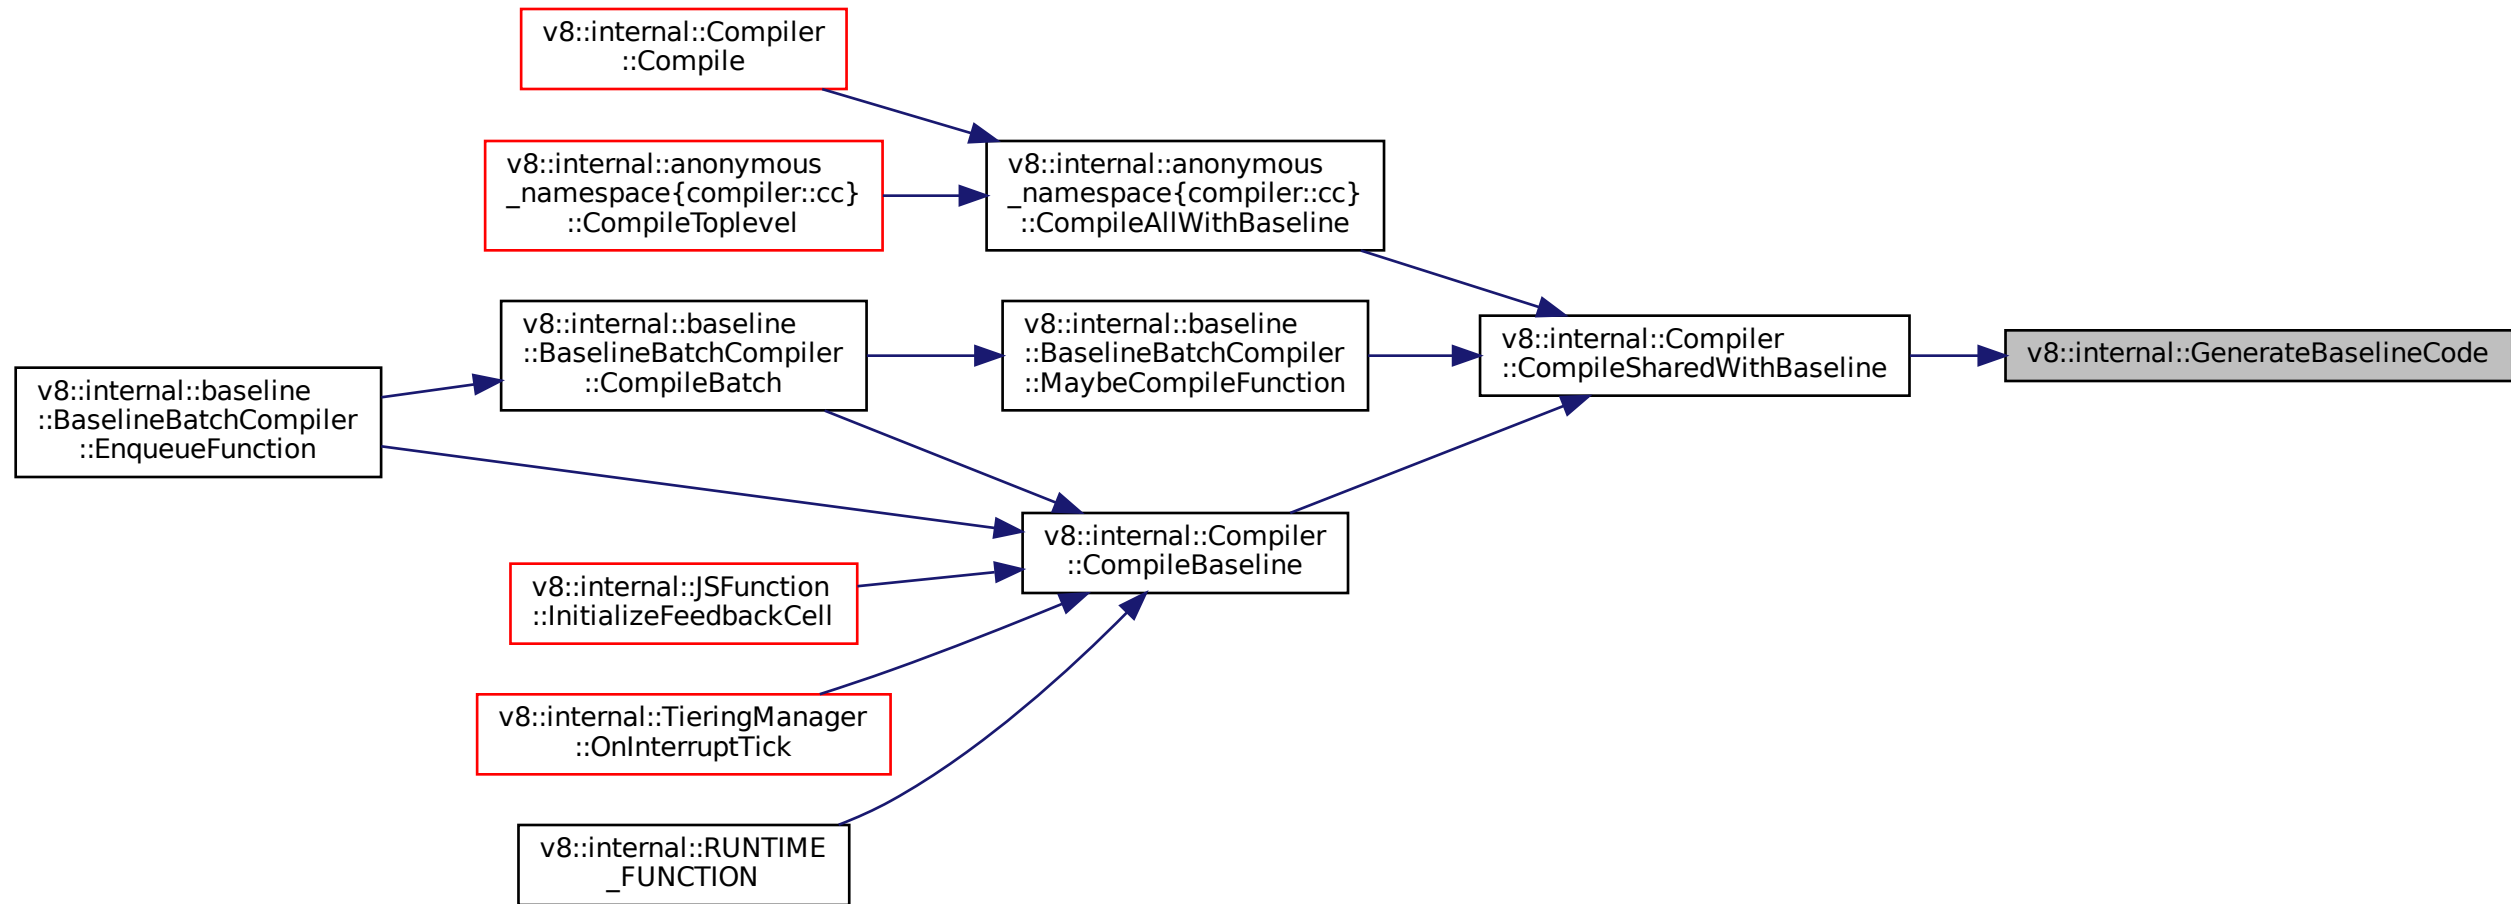 v8::internal::Compiler
::Compile
v8::internal::anonymous
_namespace{compiler::cc}
::CompileToplevel
v8::internal::anonymous
_namespace{compiler::cc}
::CompileAllWithBaseline
v8::internal::baseline
::BaselineBatchCompiler
::EnqueueFunction
v8::internal::baseline
::BaselineBatchCompiler
::CompileBatch
v8::internal::baseline
::BaselineBatchCompiler
::MaybeCompileFunction
v8::internal::Compiler
::CompileSharedWithBaseline
v8::internal::GenerateBaselineCode
v8::internal::Compiler
::CompileBaseline
v8::internal::JSFunction
::InitializeFeedbackCell
v8::internal::TieringManager
::OnInterruptTick
v8::internal::RUNTIME
_FUNCTION